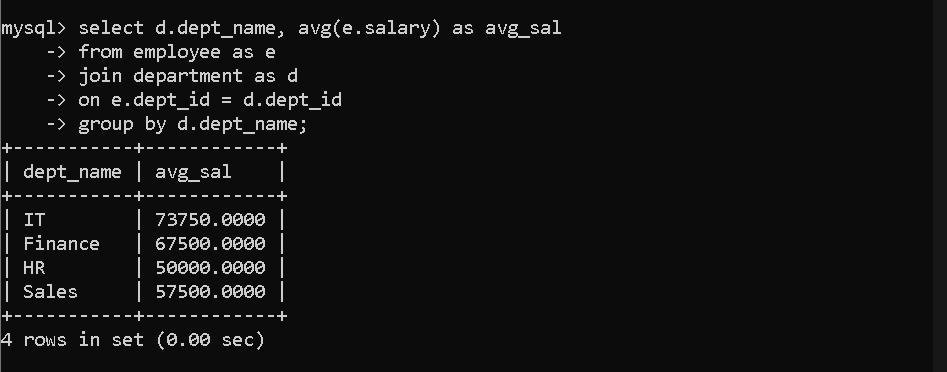 mysql> select d.dept_name, avg(e.salary) as avg_sal
    -> from employee as e
    -> join department as d
    -> on e.dept_id = d.dept_id
    -> group by d.dept_name;
+-----------+------------+
| dept_name | avg_sal    |
+-----------+------------+
| IT        | 73750.0000 |
| Finance   | 67500.0000 |
| HR        | 50000.0000 |
| Sales     | 57500.0000 |
+-----------+------------+
4 rows in set (0.00 sec)